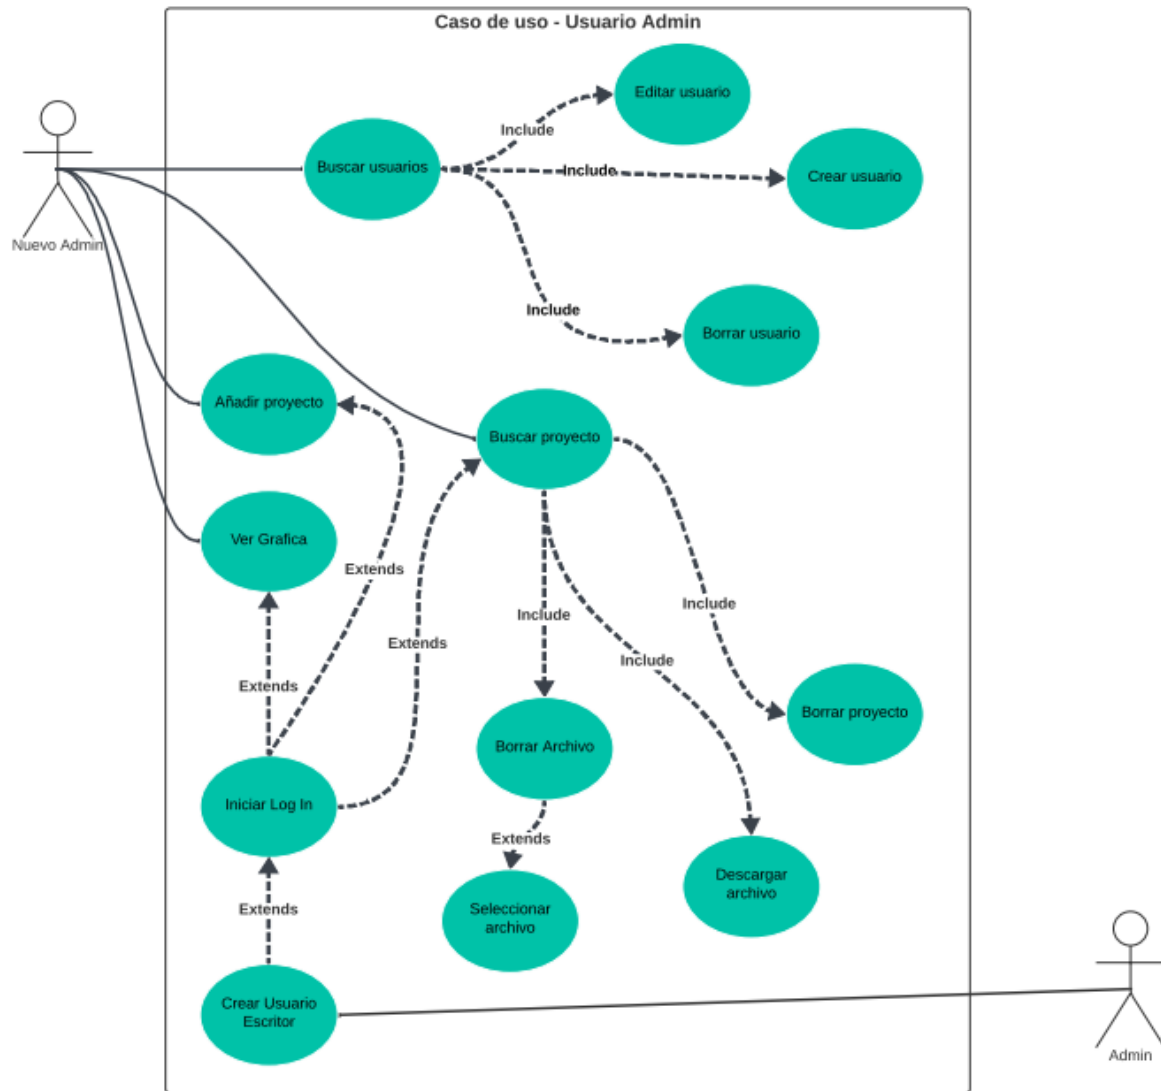 Caso de uso - Usuario Admin
Editar usuario
Include
Buscar usuarios
Include
Crear usuario
Nuevo Admin
Include
Borrar usuario
Añadir proyecto
Buscar proyecto
Ver Grafica
Extends
Include
Include
Extends
Include
Extends
Borrar proyecto
Borrar Archivo
Iniciar Log In
Extends
Descargar
archivo
Seleccionar
archivo
Extends
Crear Usuario
Escritor
Admin